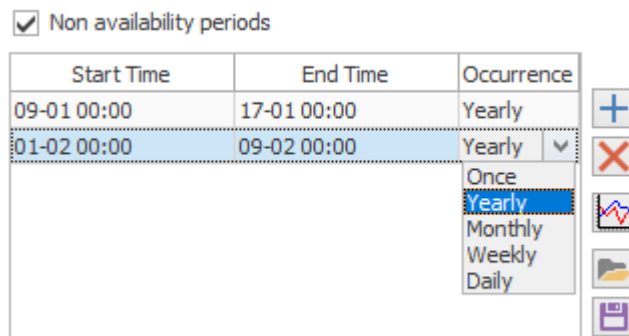 Non availability periods
Start Time End Time Occurrence
09-01 00:00 17-01 00:00 Yearly
01-02 00:00 09-02 00:00 Yearly
Once
Yearly
Monthly
Weekly
Daily